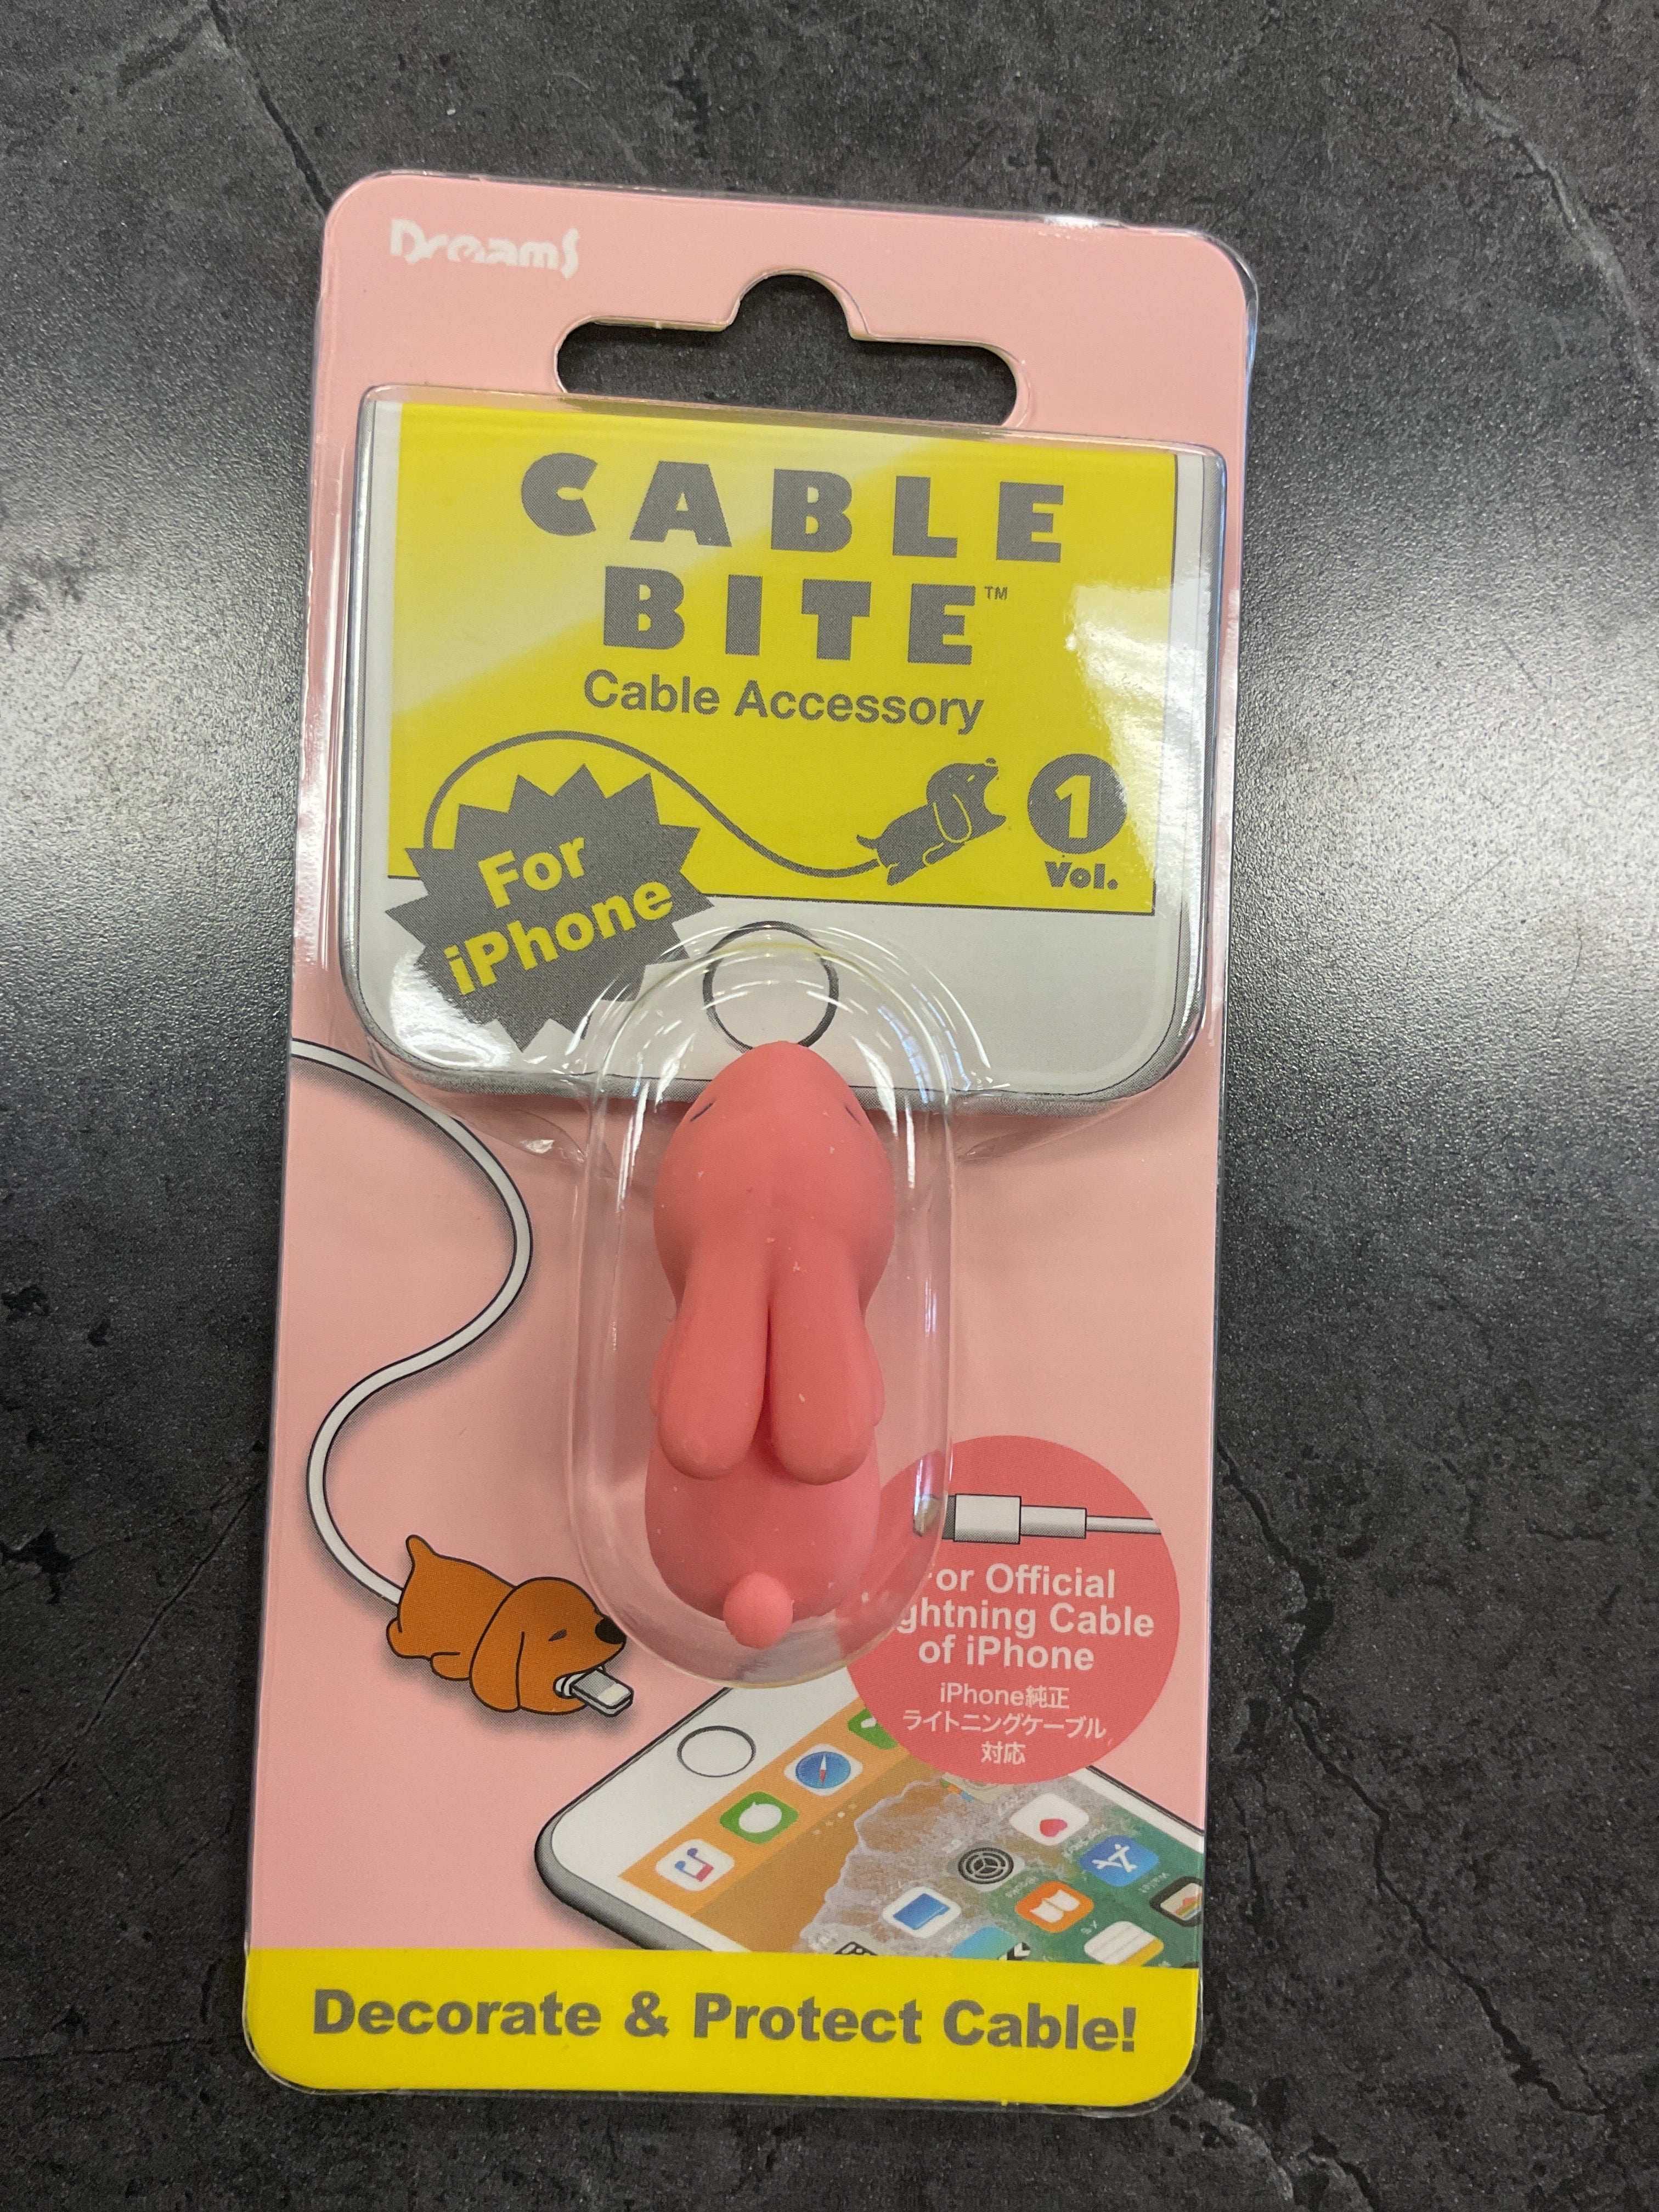 Dreams
CABLE
BITE™
Cable Accessory
1
Vol.
For
iPhone
or Official
ghtning Cable
of iPhone
iPhone純正
ライトニングケーブル
対応
Decorate & Protect Cable!